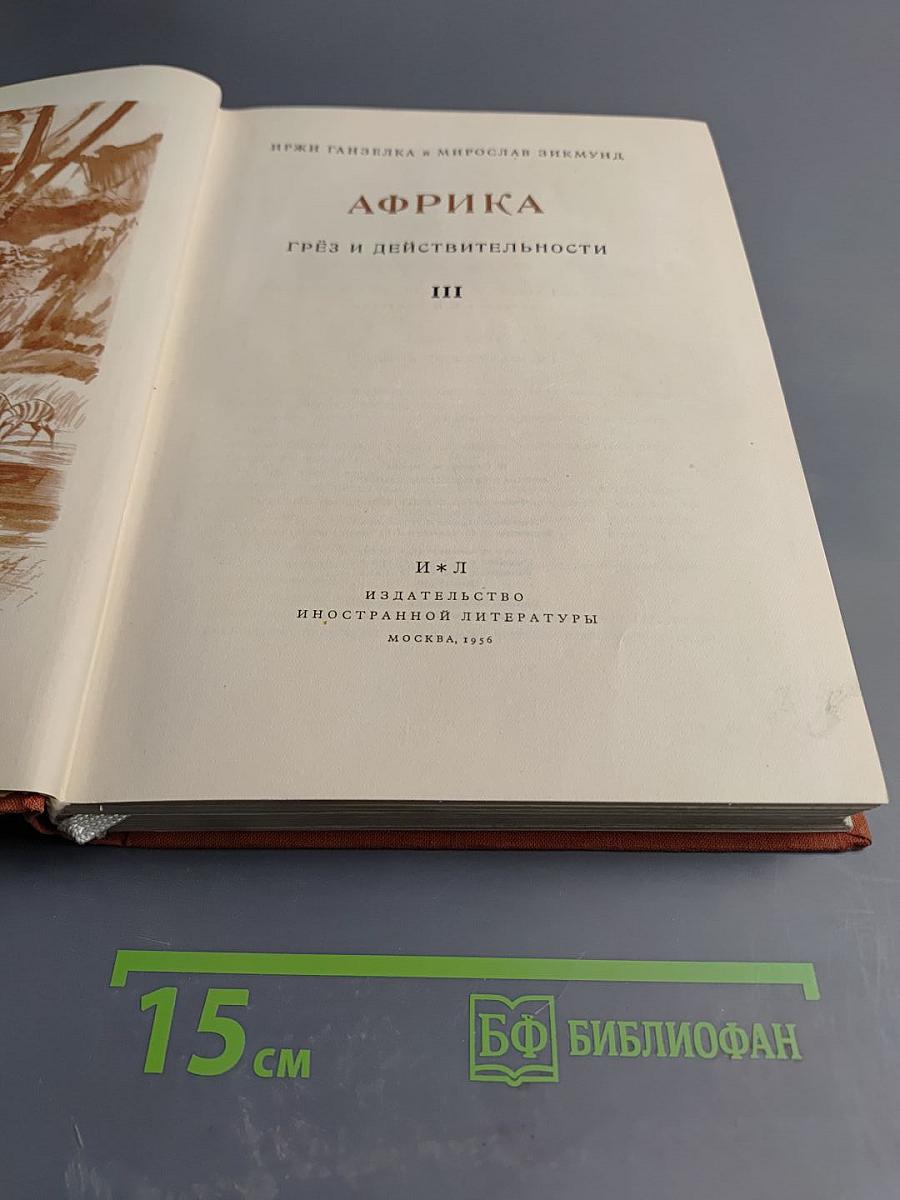 ИРЖИ ГАНЗЕЛКА и МИРОСЛАВ ЗИКМУНД
АФРИКА
ГРЁЗ И ДЕЙСТВИТЕЛЬНОСТИ
III
И*Л
ИЗДАТЕЛЬСТВО
ИНОСТРАННОЙ ЛИТЕРАТУРЫ
МОСКВА, 1956
15 см
БФ БИБЛИОФАН